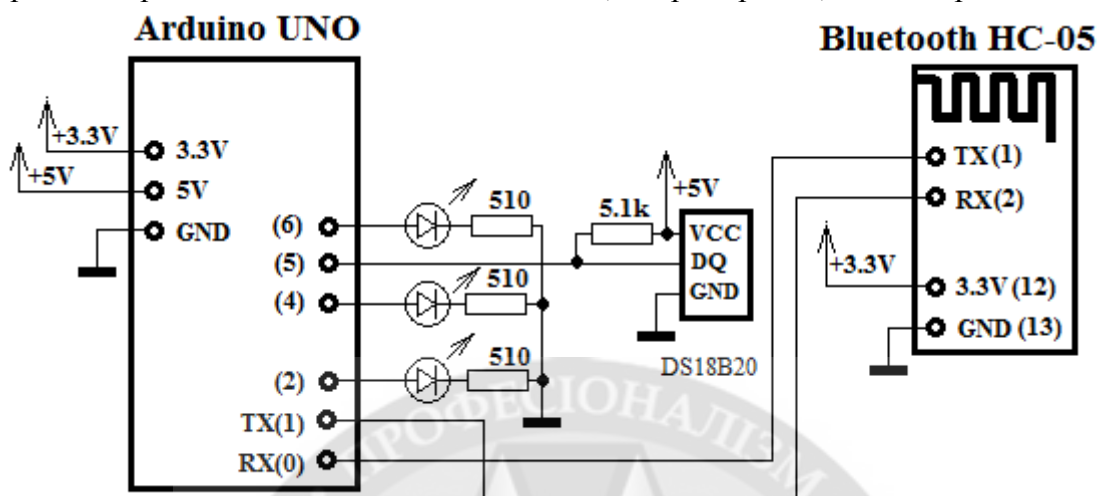 Arduino UNO
Bluetooth HC-05
+3.3V
+5V
3.3V
5V
GND
(6)
(5)
(4)
(2)
TX(1)
RX(0)
510
510
510
5.1k
+5V
VCC
DQ
GND
DS18B20
TX(1)
RX(2)
+3.3V
3.3V(12)
GND (13)
ПРОФЕСІОНАЛІЗМ